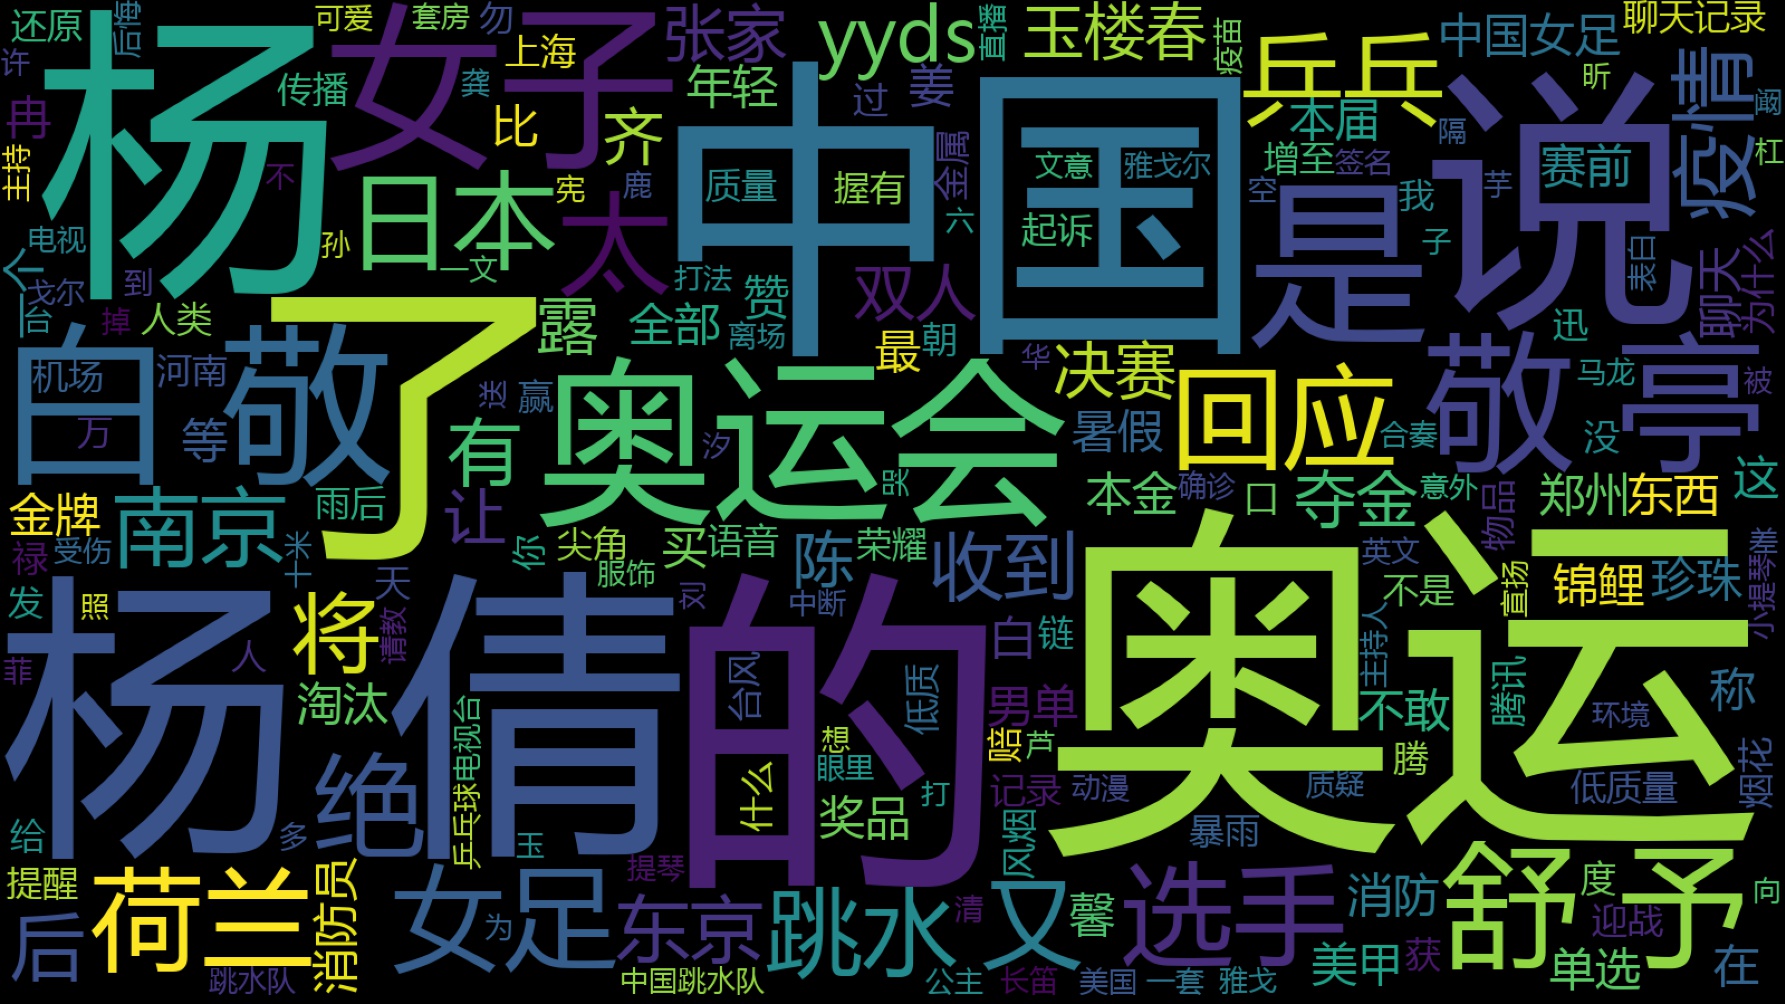 还原
后悔
可爱
套房
勿
张家
yyds
直播
玉楼春
中国女足
聊天记录
许
杨
女子
上海
年轻
过
姜
疫苗
乒乓
昕
疫情
阚
传播
龚
冉
比
齐
中国
本届
隔
说
杠
主持
不
日本
宪
鹿
太
质量
握有
金属
文意
雅戈尔
增至
签名
赛前
空
我
芋
六
起诉
是
子
电视
孙
个
一文
打法
双人
表白
聊天
为什么
戈尔
到
台
掉
人类
了
露
全部
赞
离场
最
朝
迅
白敬
机场
河南
华
决赛
回应
敬亭
马龙
被
万
等
送
赢
有
奥运会
汐
暑假
合奏
没
哭
金牌
南京
雨后
让
本金
确诊
口
夺金
意外
物品
郑州
东西
这
禄
受伤
十米
你
尖角
买
语音
陈
荣耀
收到
奥运
英文
差
服饰
发
照
将
天
请教
杨倩
刘
中断
的
不是
宣扬
锦鲤
珍珠
小提琴
菲
人
白
链
主持人
淘汰
台风
低质
男单
不敢
腾讯
称
绝
乒乓球电视台
想
赔
芦
环境
眼里
什么
腾
给
多
奖品
打
记录
动漫
质疑
低质量
烟花
玉
风烟
暴雨
提醒
荷兰
消防员
女足
提琴
东京
跳水
又
馨
选手
消防
舒予
度
向
后
为
清
迎战
美甲
获
单选
在
跳水队
中国跳水队
公主
长笛
美国
一套
雅戈